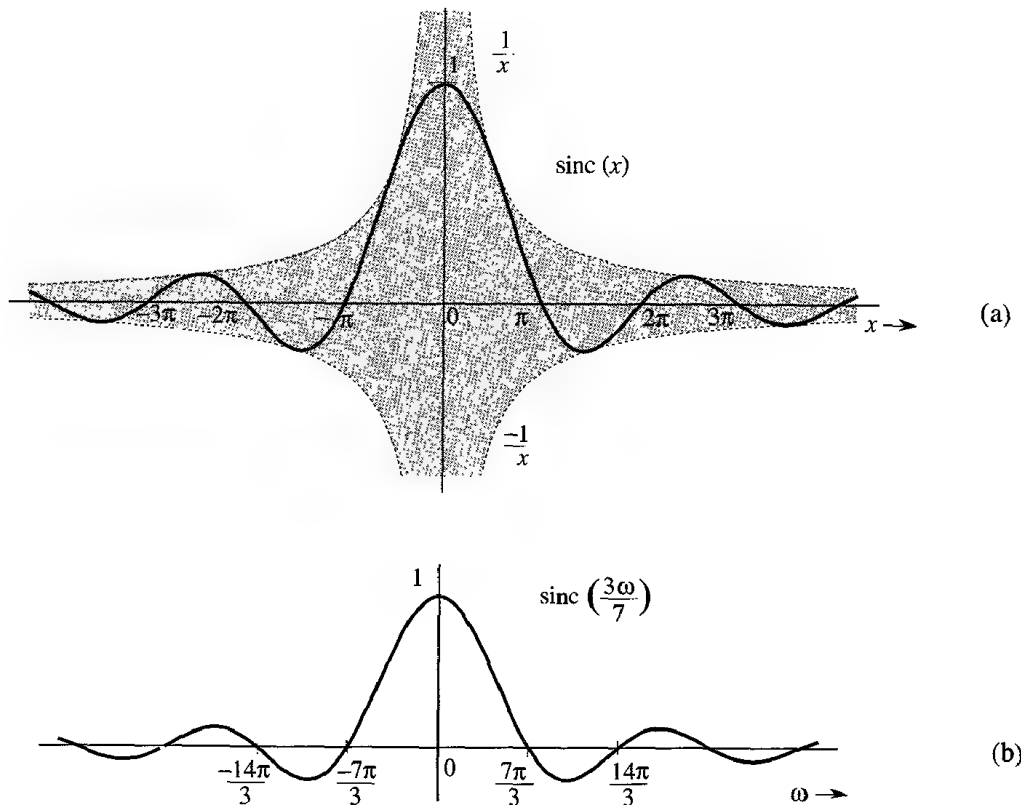 1/x
1
sinc (x)
−3π −2π −π 0 π 2π 3π x → (a)
−1/x
1 sinc (3ω/7)
−14π/3 −7π/3 0 7π/3 14π/3 (b)
ω →